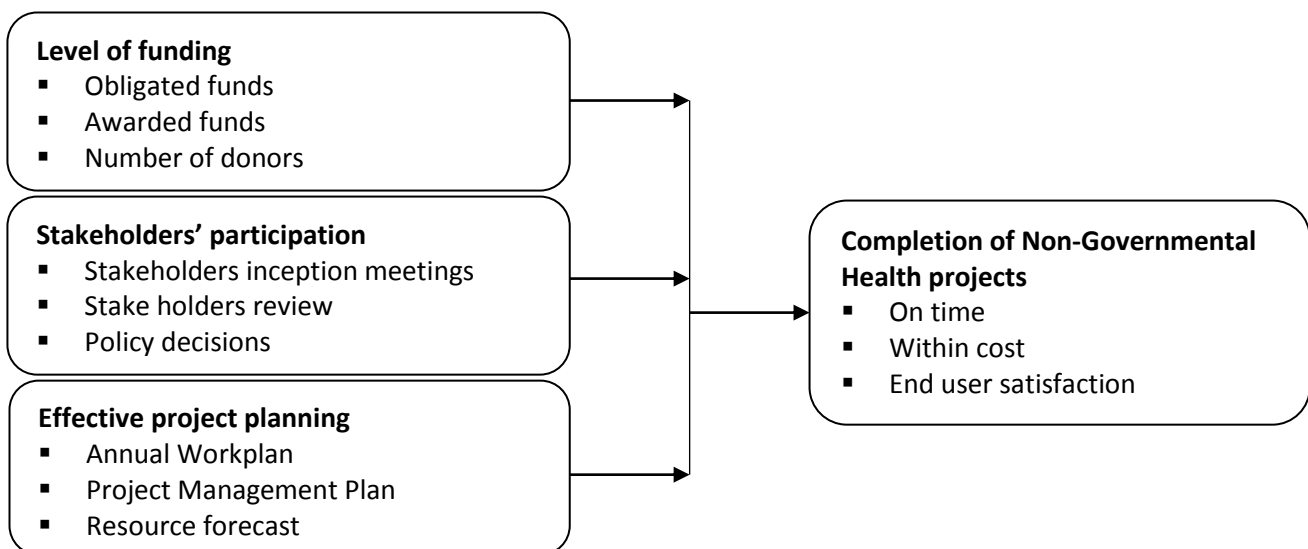 Level of funding
▪ Obligated funds
▪ Awarded funds
▪ Number of donors
Stakeholders’ participation
▪ Stakeholders inception meetings
▪ Stake holders review
▪ Policy decisions
Effective project planning
▪ Annual Workplan
▪ Project Management Plan
▪ Resource forecast
Completion of Non-Governmental
Health projects
▪ On time
▪ Within cost
▪ End user satisfaction